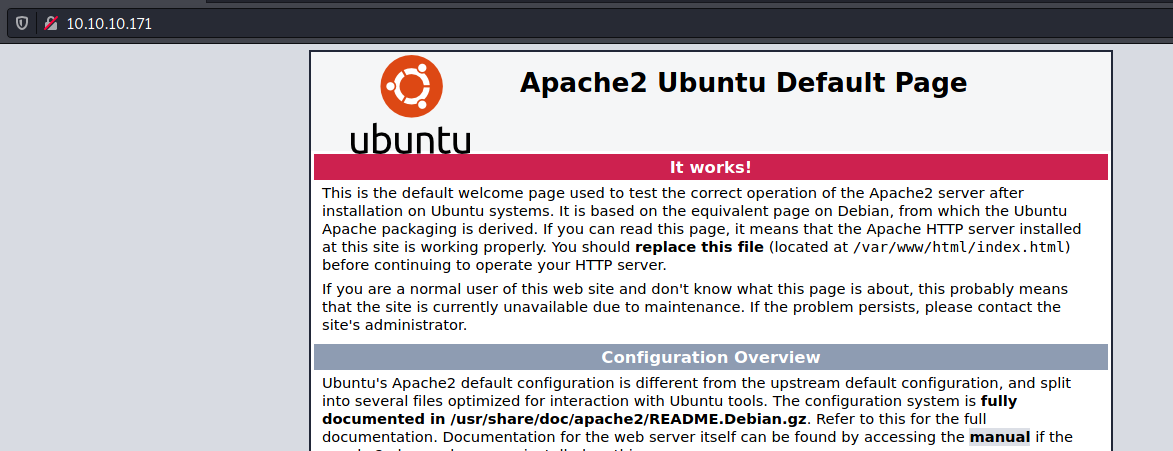 10.10.10.171
Apache2 Ubuntu Default Page
ubuntu
It works!
This is the default welcome page used to test the correct operation of the Apache2 server after
installation on Ubuntu systems. It is based on the equivalent page on Debian, from which the Ubuntu
Apache packaging is derived. If you can read this page, it means that the Apache HTTP server installed
at this site is working properly. You should replace this file (located at /var/www/html/index.html)
before continuing to operate your HTTP server.
If you are a normal user of this web site and don't know what this page is about, this probably means
that the site is currently unavailable due to maintenance. If the problem persists, please contact the
site's administrator.
Configuration Overview
Ubuntu's Apache2 default configuration is different from the upstream default configuration, and split
into several files optimized for interaction with Ubuntu tools. The configuration system is fully
documented in /usr/share/doc/apache2/README.Debian.gz. Refer to this for the full
documentation. Documentation for the web server itself can be found by accessing the manual if the